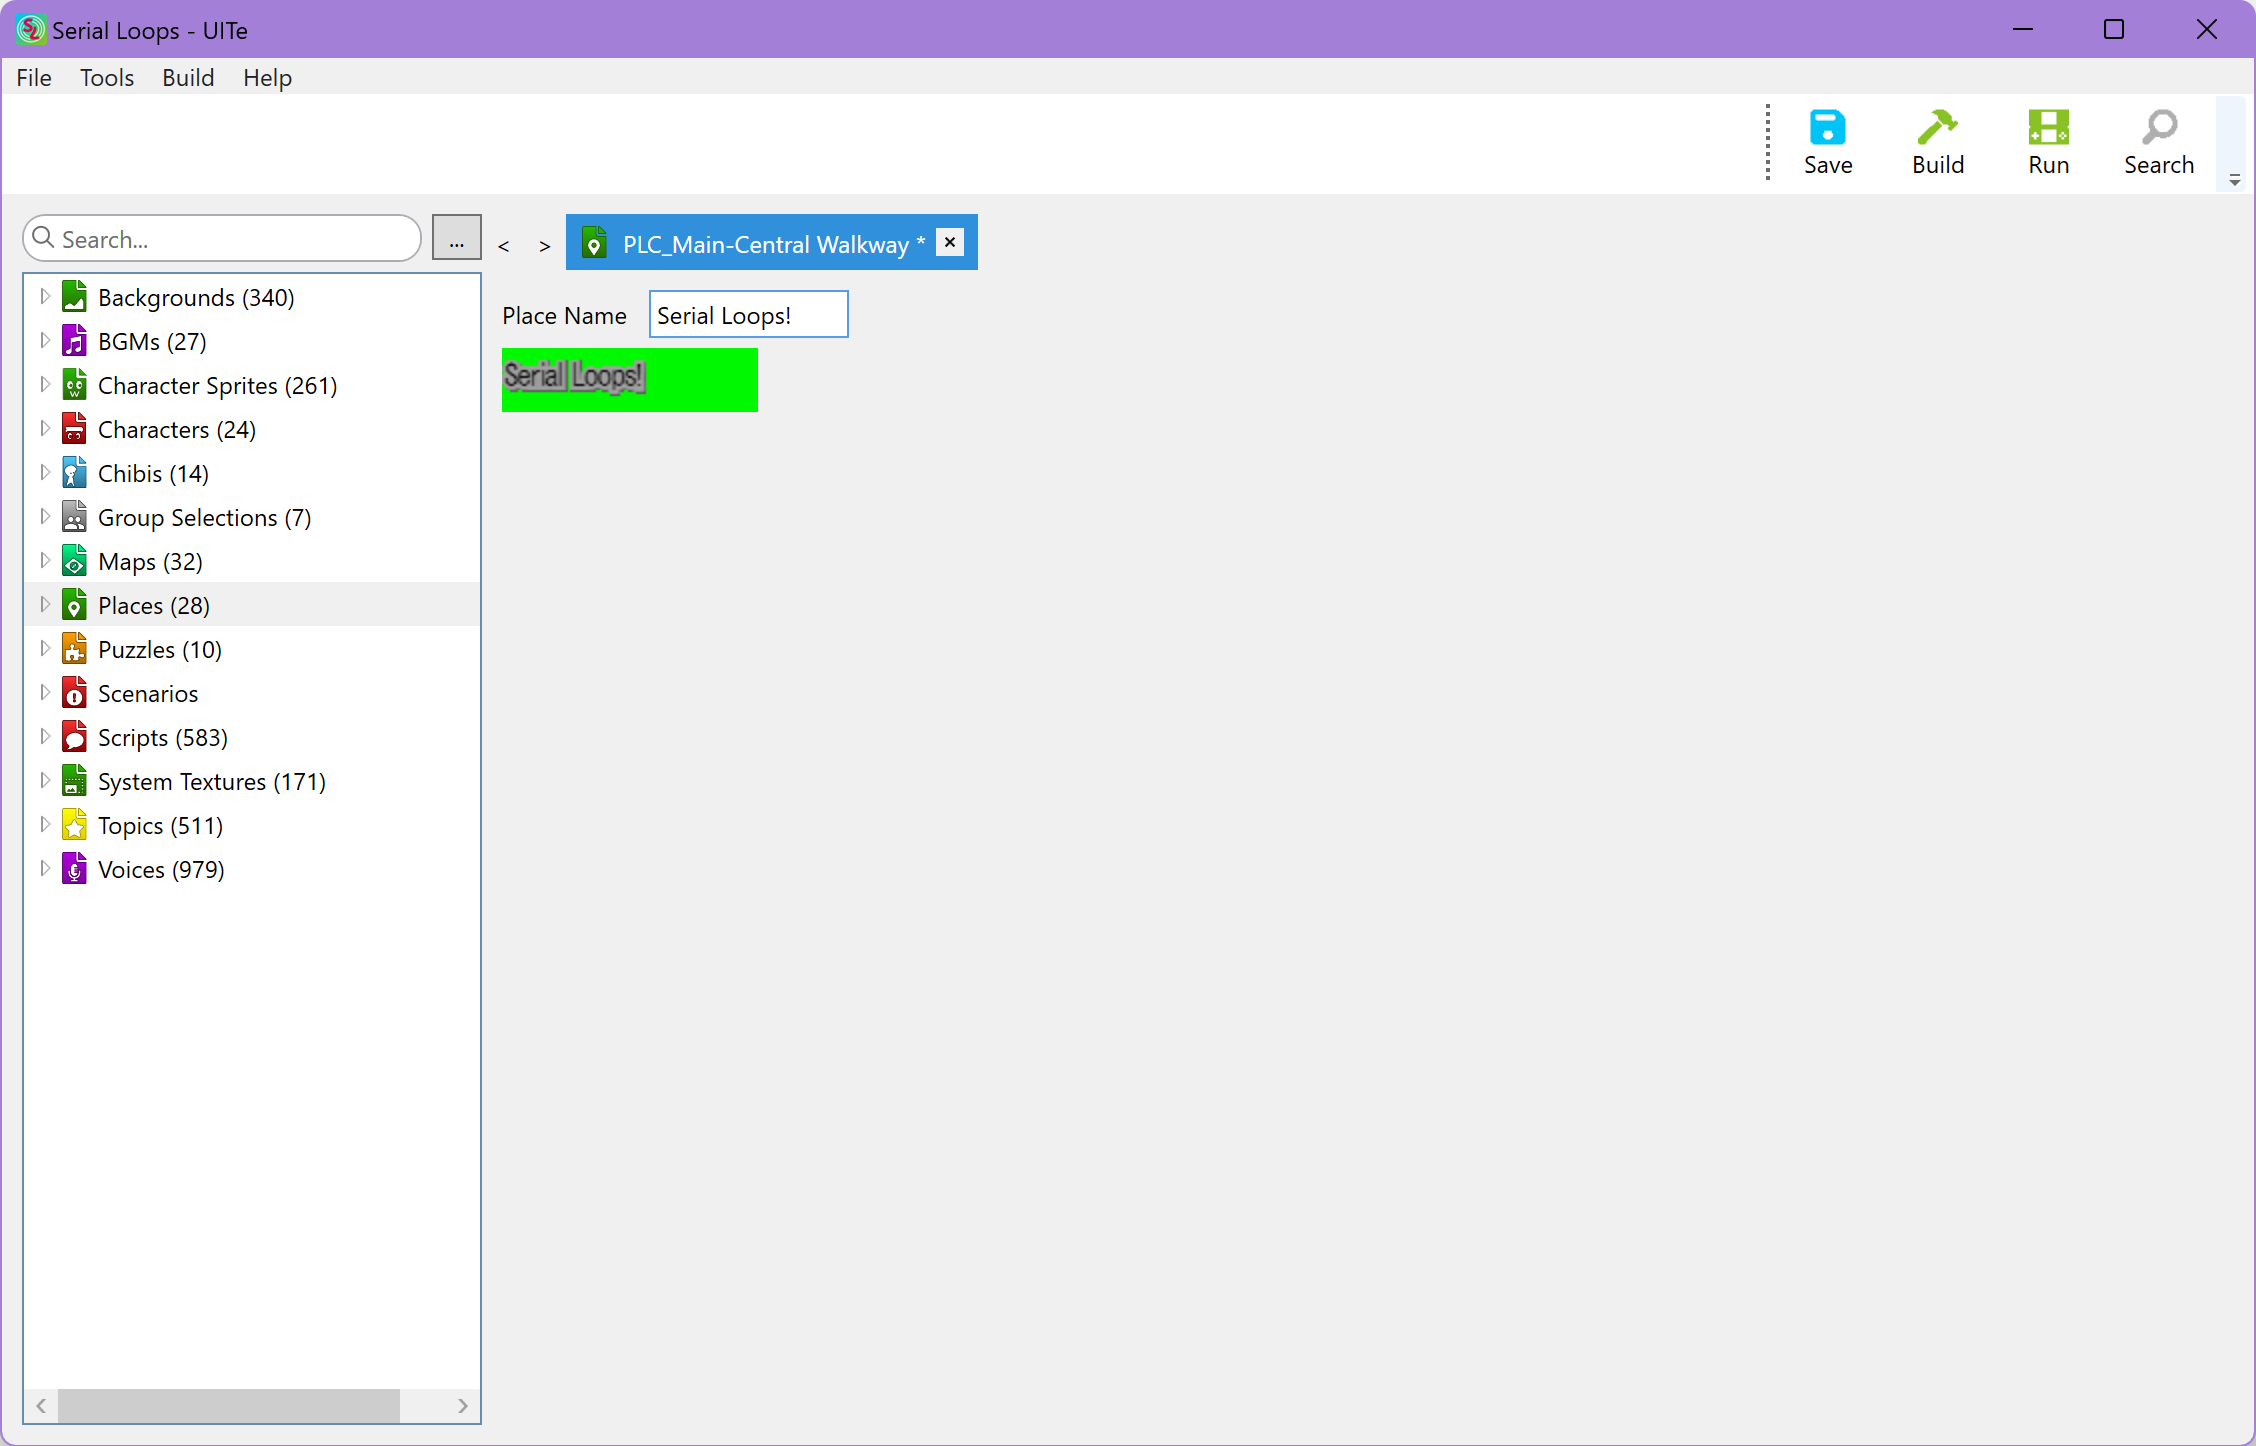 Serial Loops - UITe
File Tools Build Help
Save Build Run Search
Search...
...
< >
PLC_Main-Central Walkway *
Place Name
Serial Loops!
Serial Loops!
Backgrounds (340)
BGMs (27)
Character Sprites (261)
Characters (24)
Chibis (14)
Group Selections (7)
Maps (32)
Places (28)
Puzzles (10)
Scenarios
Scripts (583)
System Textures (171)
Topics (511)
Voices (979)